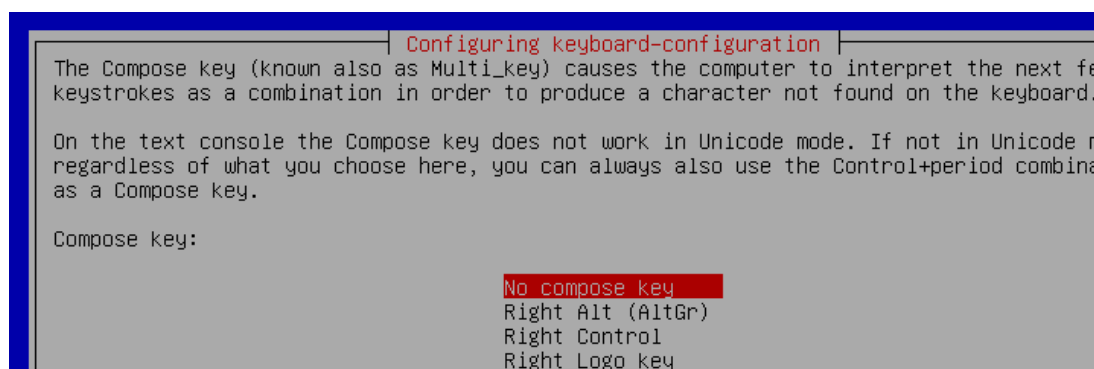 Configuring keyboard-configuration
The Compose key (known also as Multi_key) causes the computer to interpret the next fe
keystrokes as a combination in order to produce a character not found on the keyboard.
On the text console the Compose key does not work in Unicode mode. If not in Unicode
regardless of what you choose here, you can always also use the Control+period combina
as a Compose key.
Compose key:
No compose key
Right Alt (AltGr)
Right Control
Right Logo key